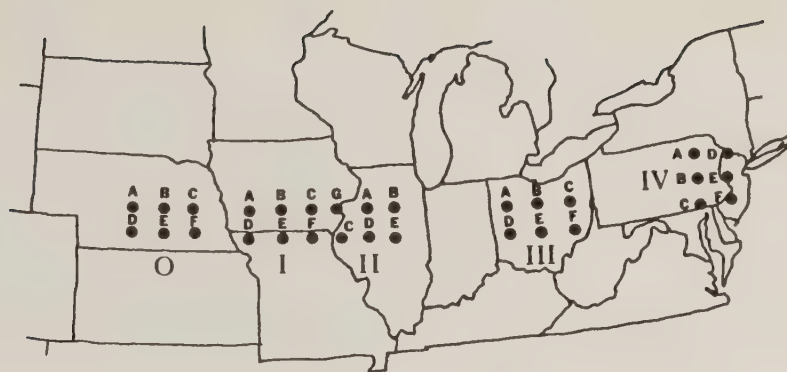 A B C
D E F
O
A B C G
D E F
I
A B
C D E
II
A B C
D E F
III
A D
IV B E
C F